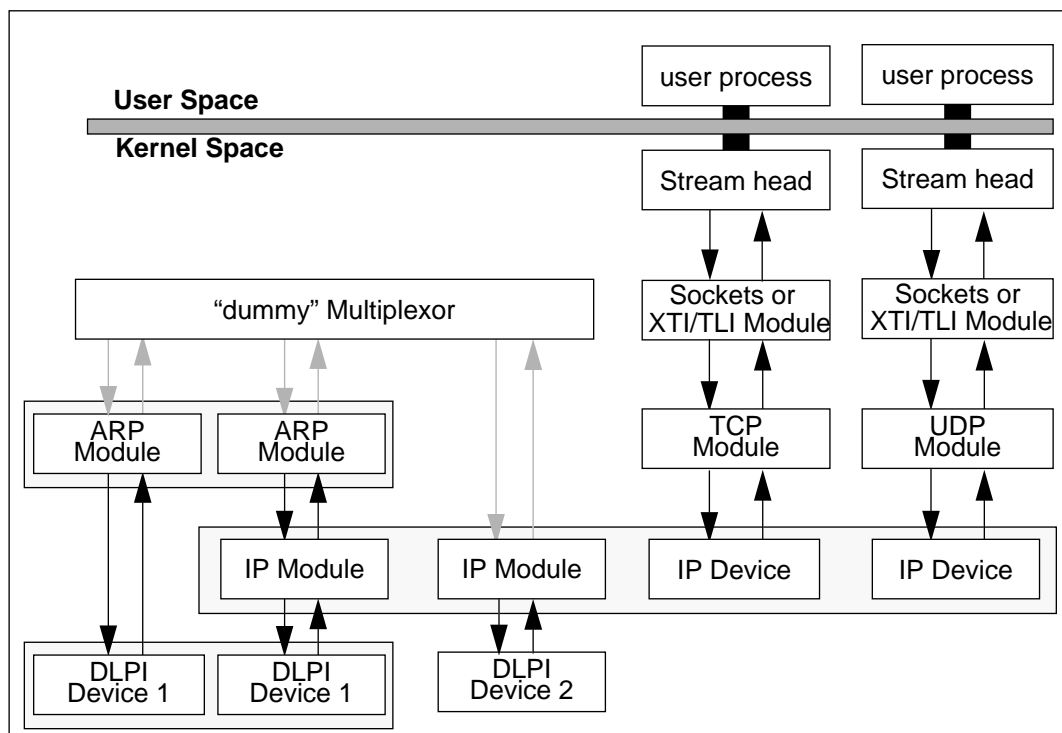 user process
user process
User Space
Kernel Space
Stream head
Stream head
“dummy” Multiplexor
Sockets or
XTI/TLI Module
Sockets or
XTI/TLI Module
ARP
Module
ARP
Module
TCP
Module
UDP
Module
IP Module
IP Module
IP Device
IP Device
DLPI
Device 1
DLPI
Device 1
DLPI
Device 2